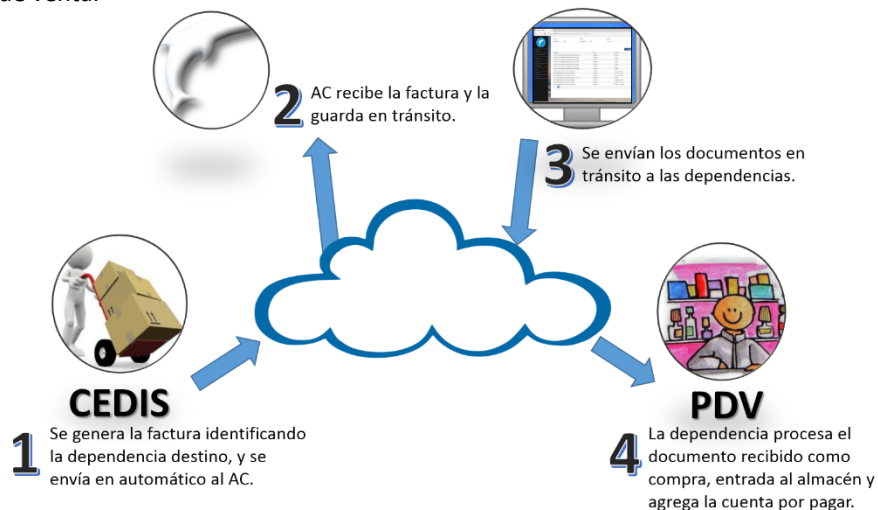 2 AC recibe la factura y la
guarda en tránsito.
3 Se envían los documentos en
tránsito a las dependencias.
CEDIS
1 Se genera la factura identificando
la dependencia destino, y se
envía en automático al AC.
PDV
4 La dependencia procesa el
documento recibido como
compra, entrada al almacén y
agrega la cuenta por pagar.